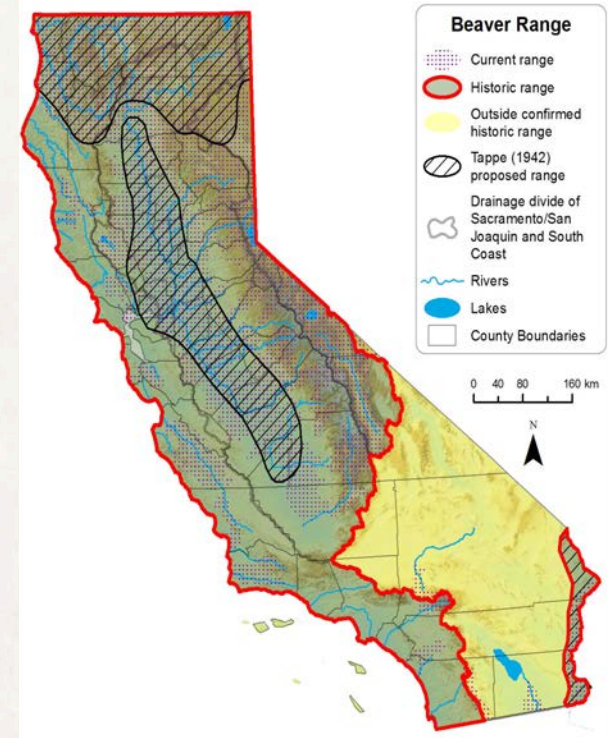 Beaver Range
Current range
Historic range
Outside confirmed
historic range
Tappe (1942)
proposed range
Drainage divide of
Sacramento/San
Joaquin and South
Coast
Rivers
Lakes
County Boundaries
0 40 80 160 km
N